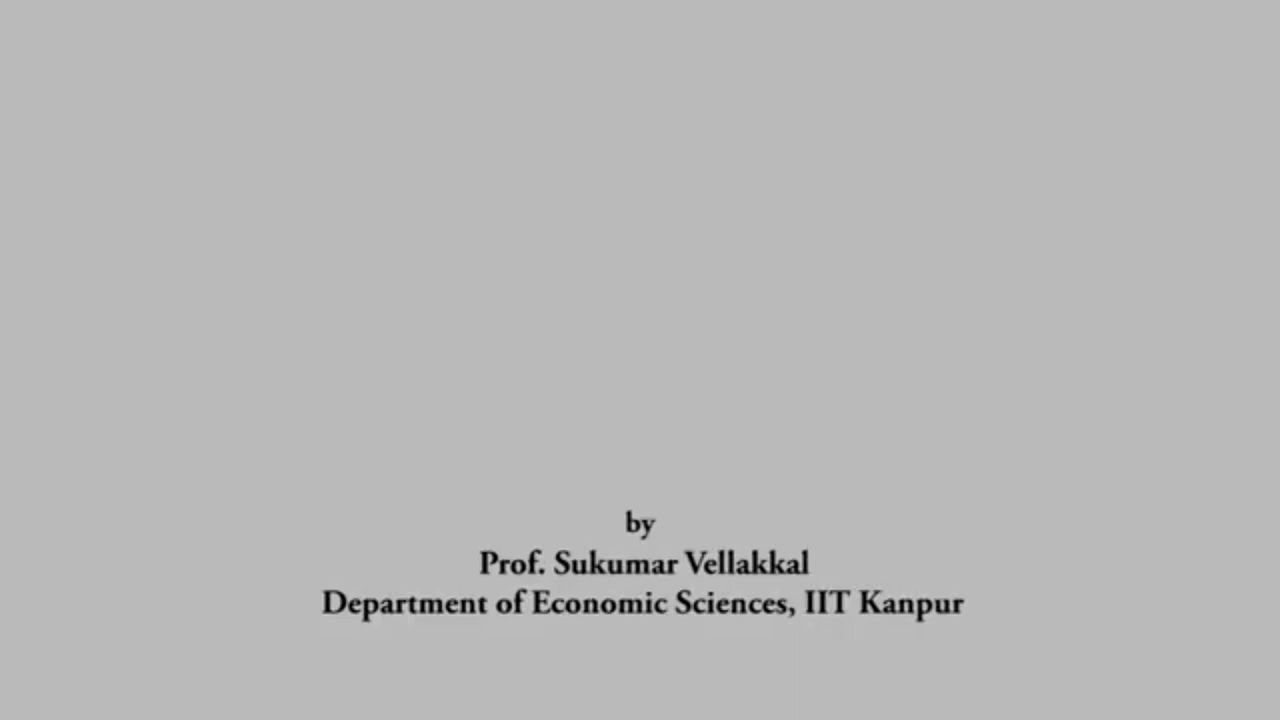 by
Prof. Sukumar Vellakkal
Department of Economic Sciences, IIT Kanpur